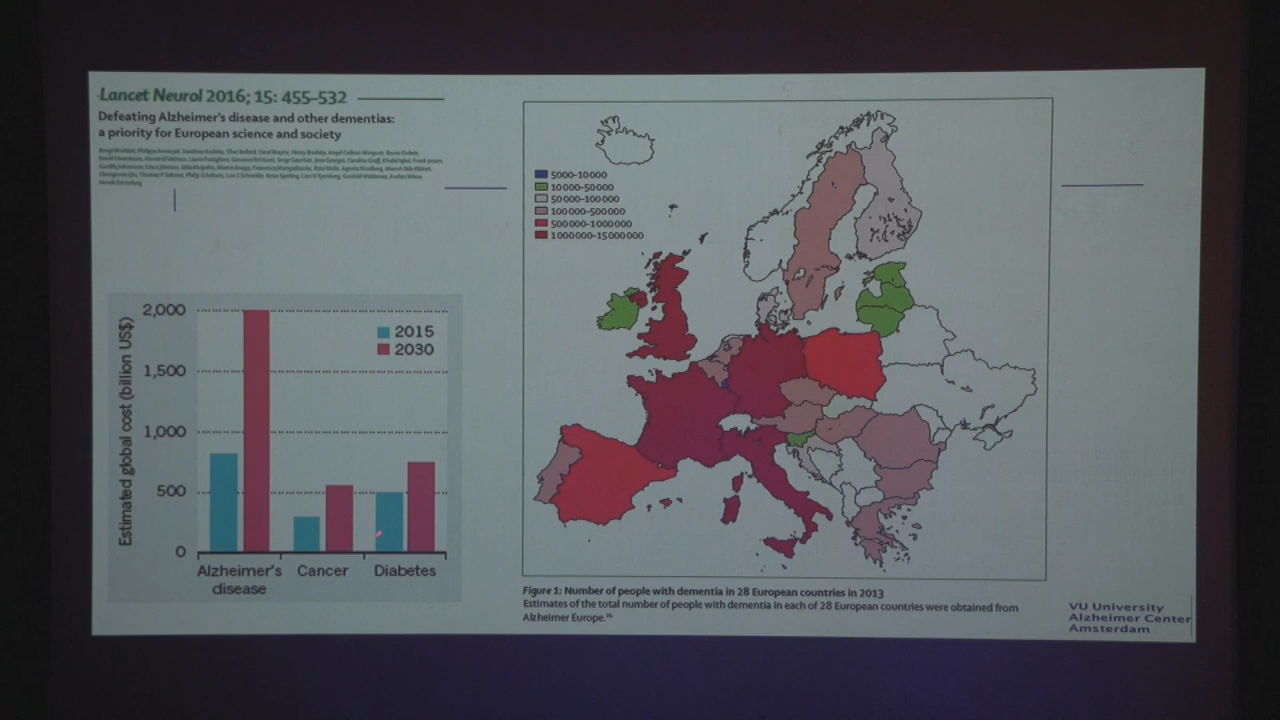 Lancet Neurol 2016; 15: 455–532
Defeating Alzheimer's disease and other dementias:
a priority for European science and society
2,000
1,500
1,000
500
0
Estimated global cost (billion US$)
2015
2030
Alzheimer's
disease
Cancer
Diabetes
5000–10000
10000–50000
50000–100000
100000–500000
500000–1000000
1000000–15000000
Figure 1: Number of people with dementia in 28 European countries in 2013
Estimates of the total number of people with dementia in each of 28 European countries were obtained from
Alzheimer Europe.
VU University
Alzheimer Center
Amsterdam